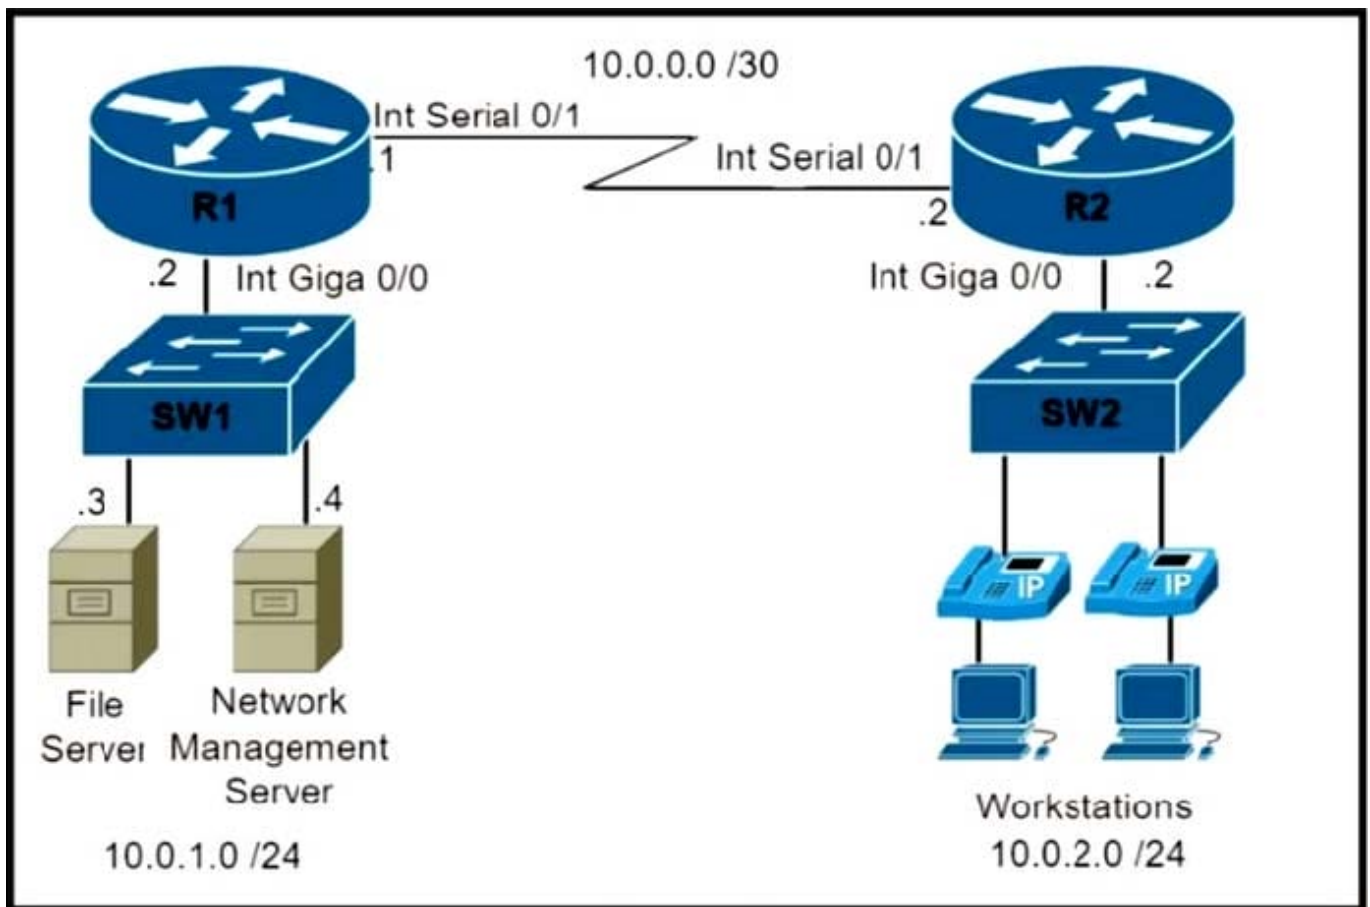 10.0.0.0 /30
Int Serial 0/1
.1
Int Serial 0/1
.2
R1
R2
.2
Int Giga 0/0
Int Giga 0/0
.2
SW1
SW2
.3
.4
IP
IP
File
Server
Network
Management
Server
10.0.1.0 /24
Workstations
10.0.2.0 /24